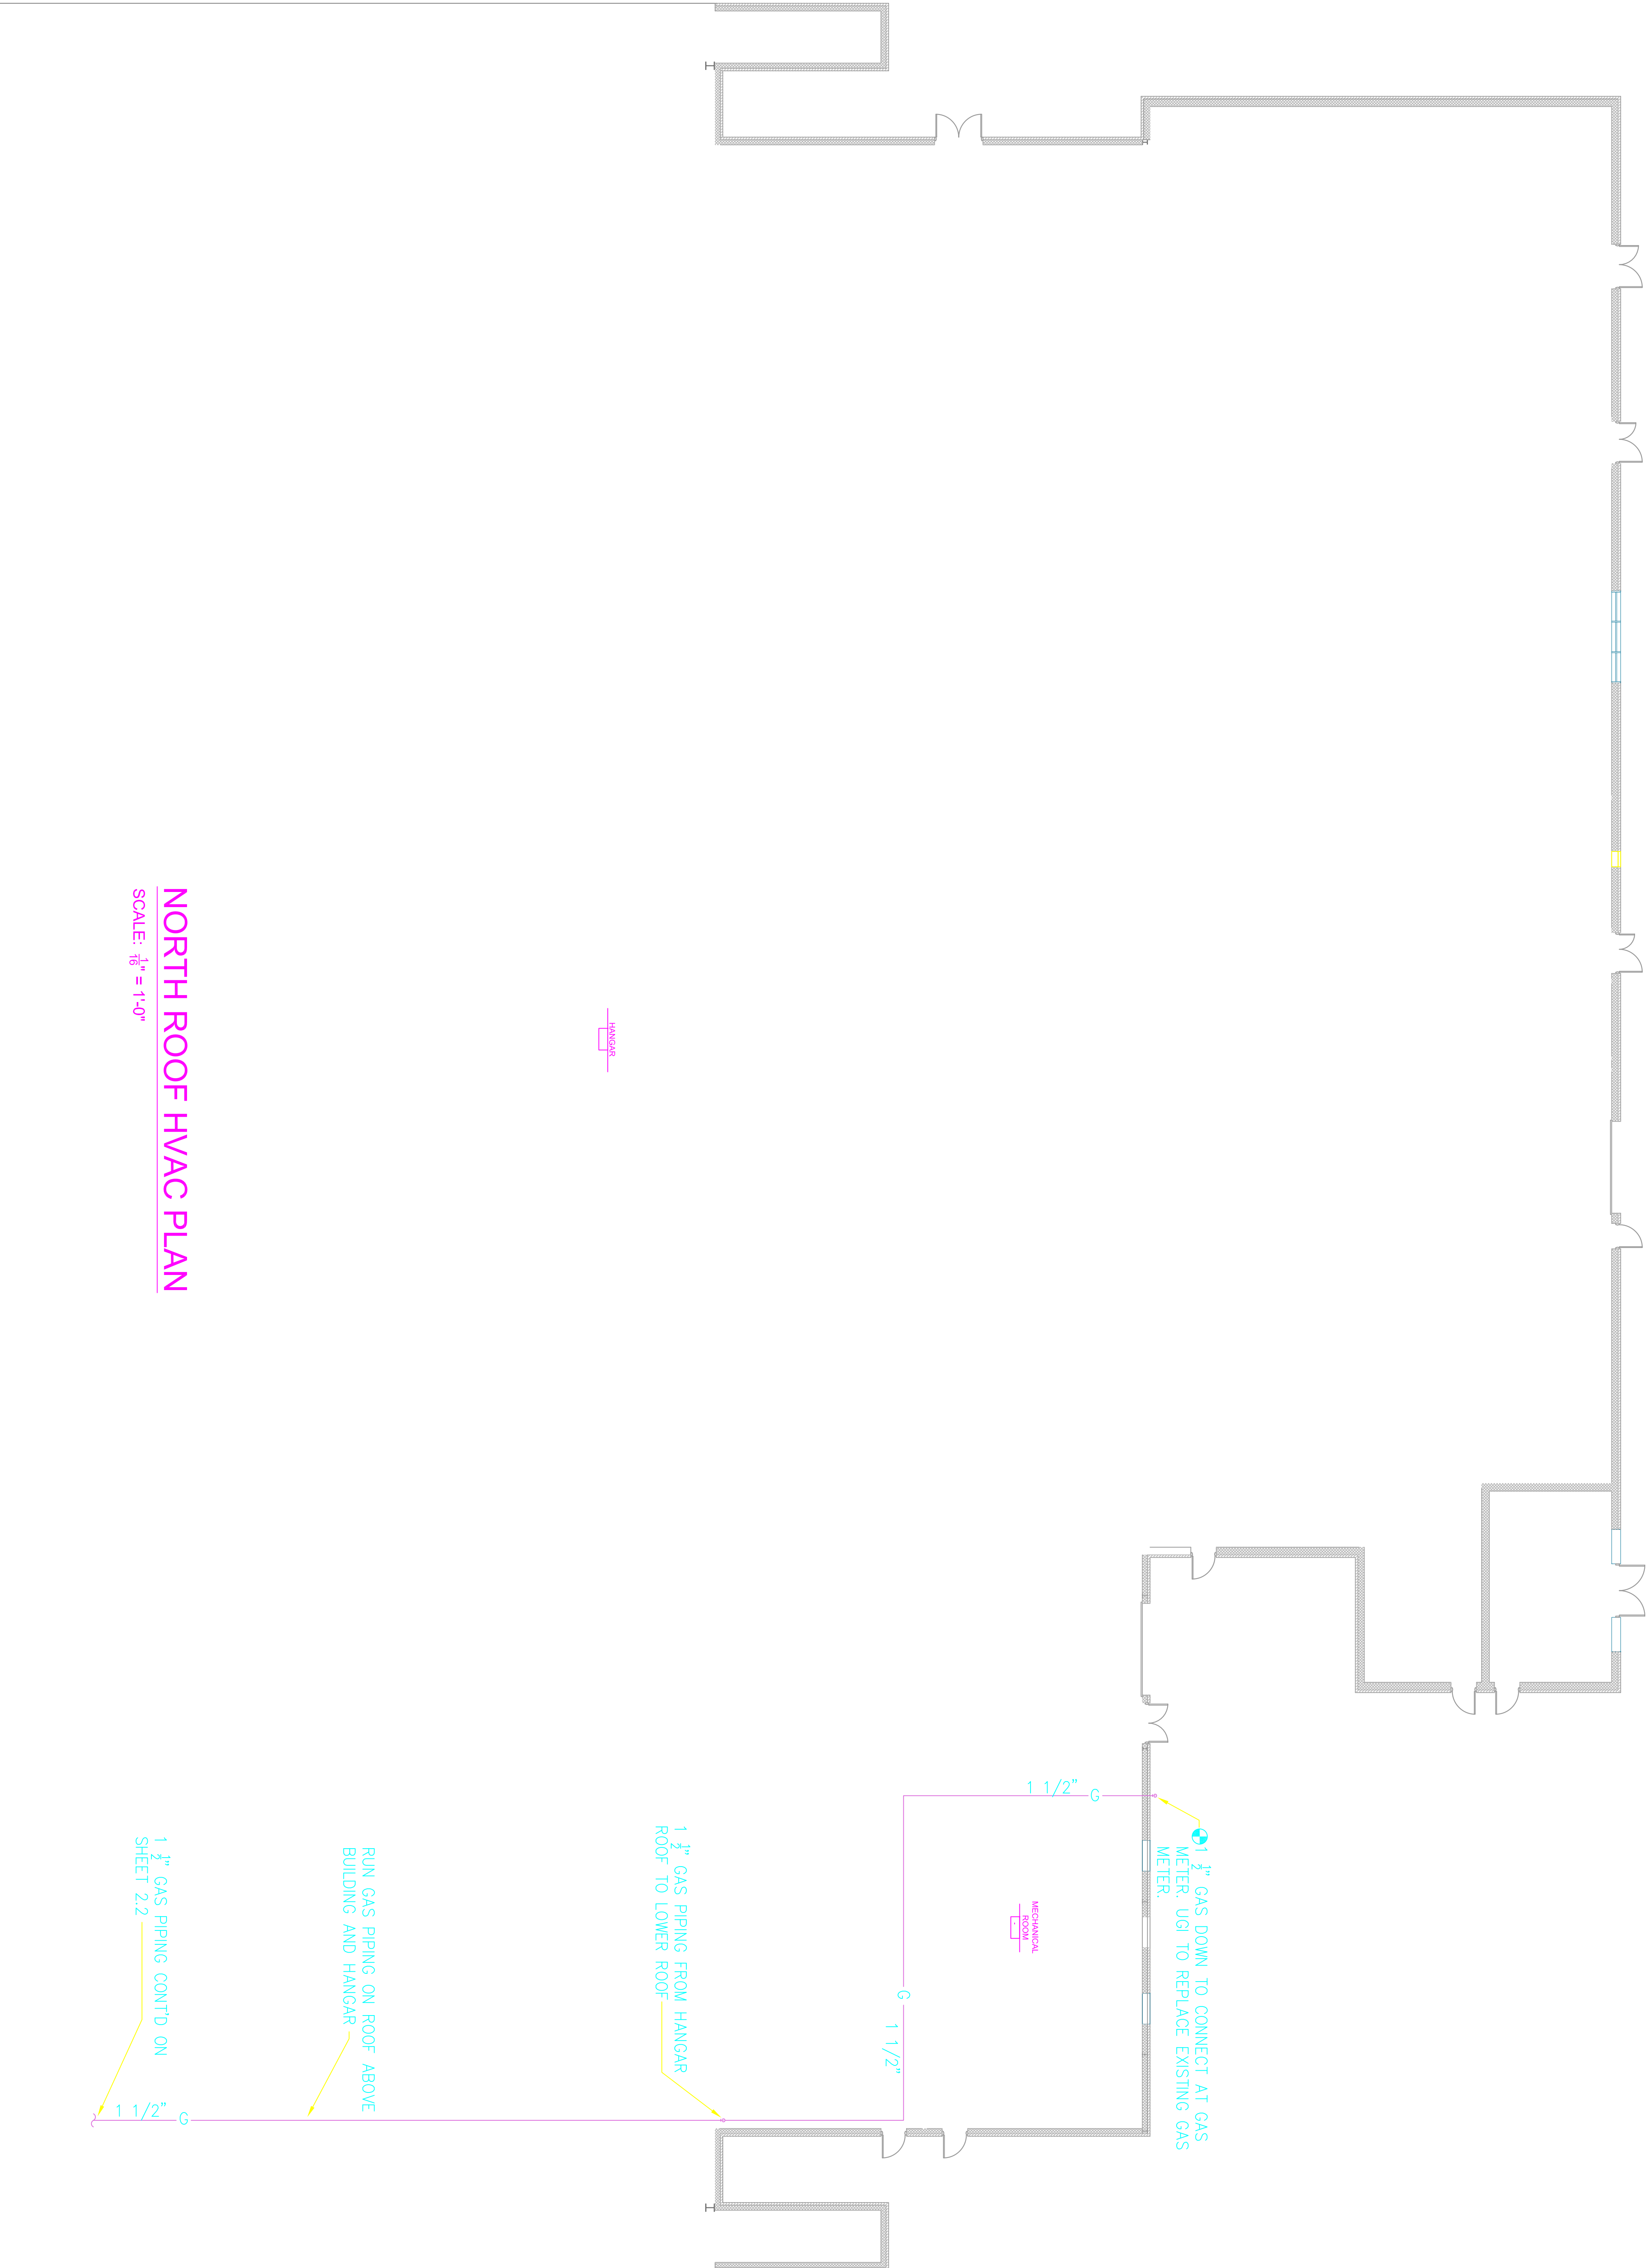 1 1/2" GAS DOWN TO CONNECT AT GAS
METER. UGI TO REPLACE EXISTING GAS
METER.
1 1/2" G
MECHANICAL
ROOM
-
G 1 1/2"
1 1/2" GAS PIPING FROM HANGAR
ROOF TO LOWER ROOF
HANGAR
RUN GAS PIPING ON ROOF ABOVE
BUILDING AND HANGAR
1 1/2" GAS PIPING CONT'D ON
SHEET 2.2
1 1/2" G
NORTH ROOF HVAC PLAN
SCALE: 1/16" = 1'-0"